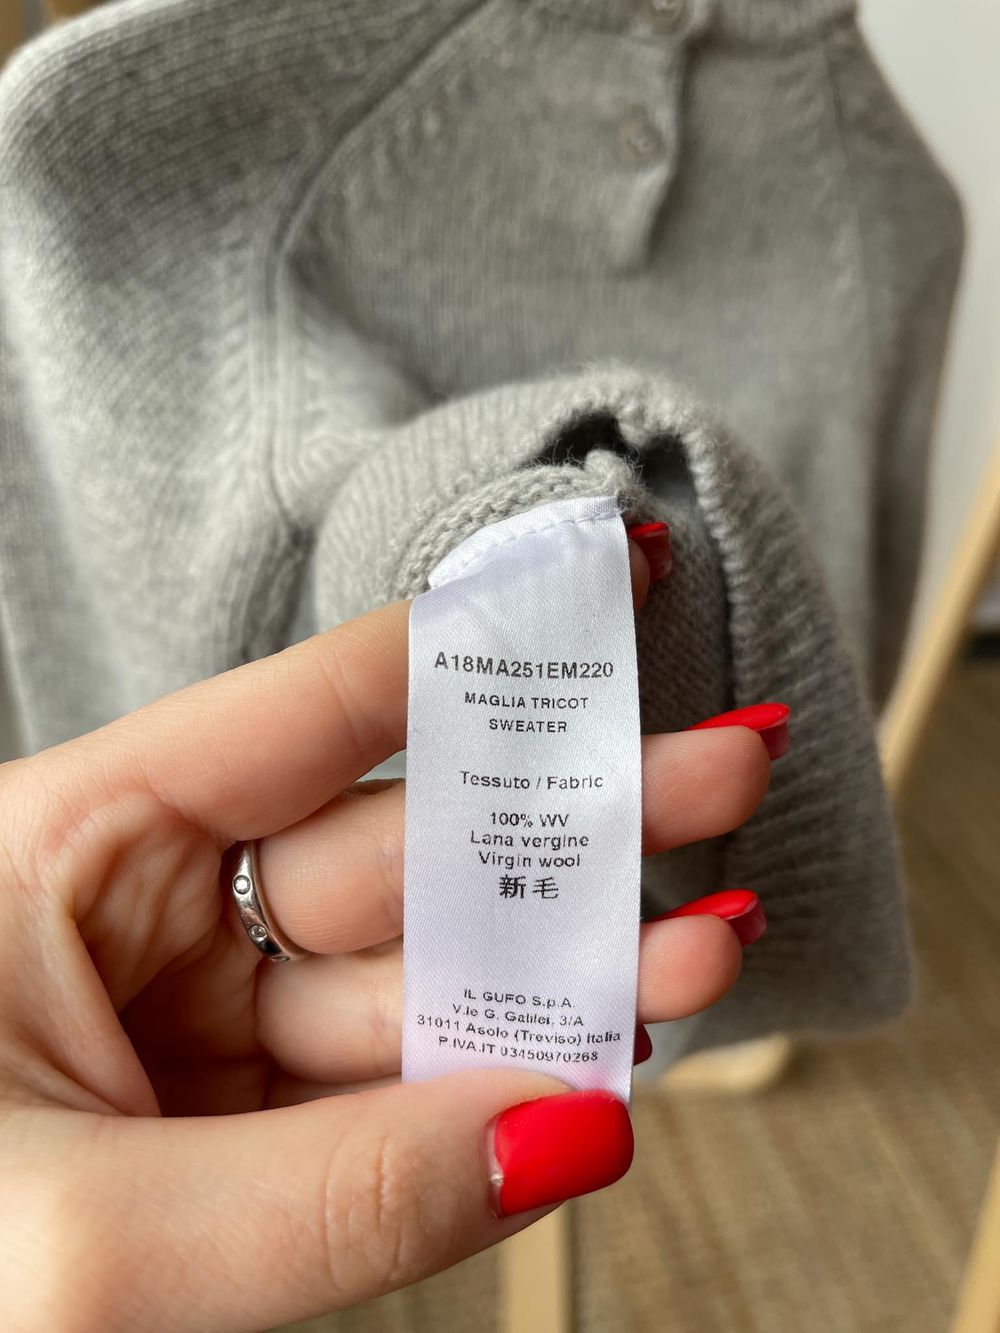 A18MA251EM220
MAGLIA TRICOT
SWEATER
Tessuto / Fabric
100% WV
Lana vergine
Virgin wool
新毛
IL GUFO S.p.A.
V.le G. Galilei, 3/A
31011 Asolo (Treviso) Italia
P.IVA.IT 03450970268